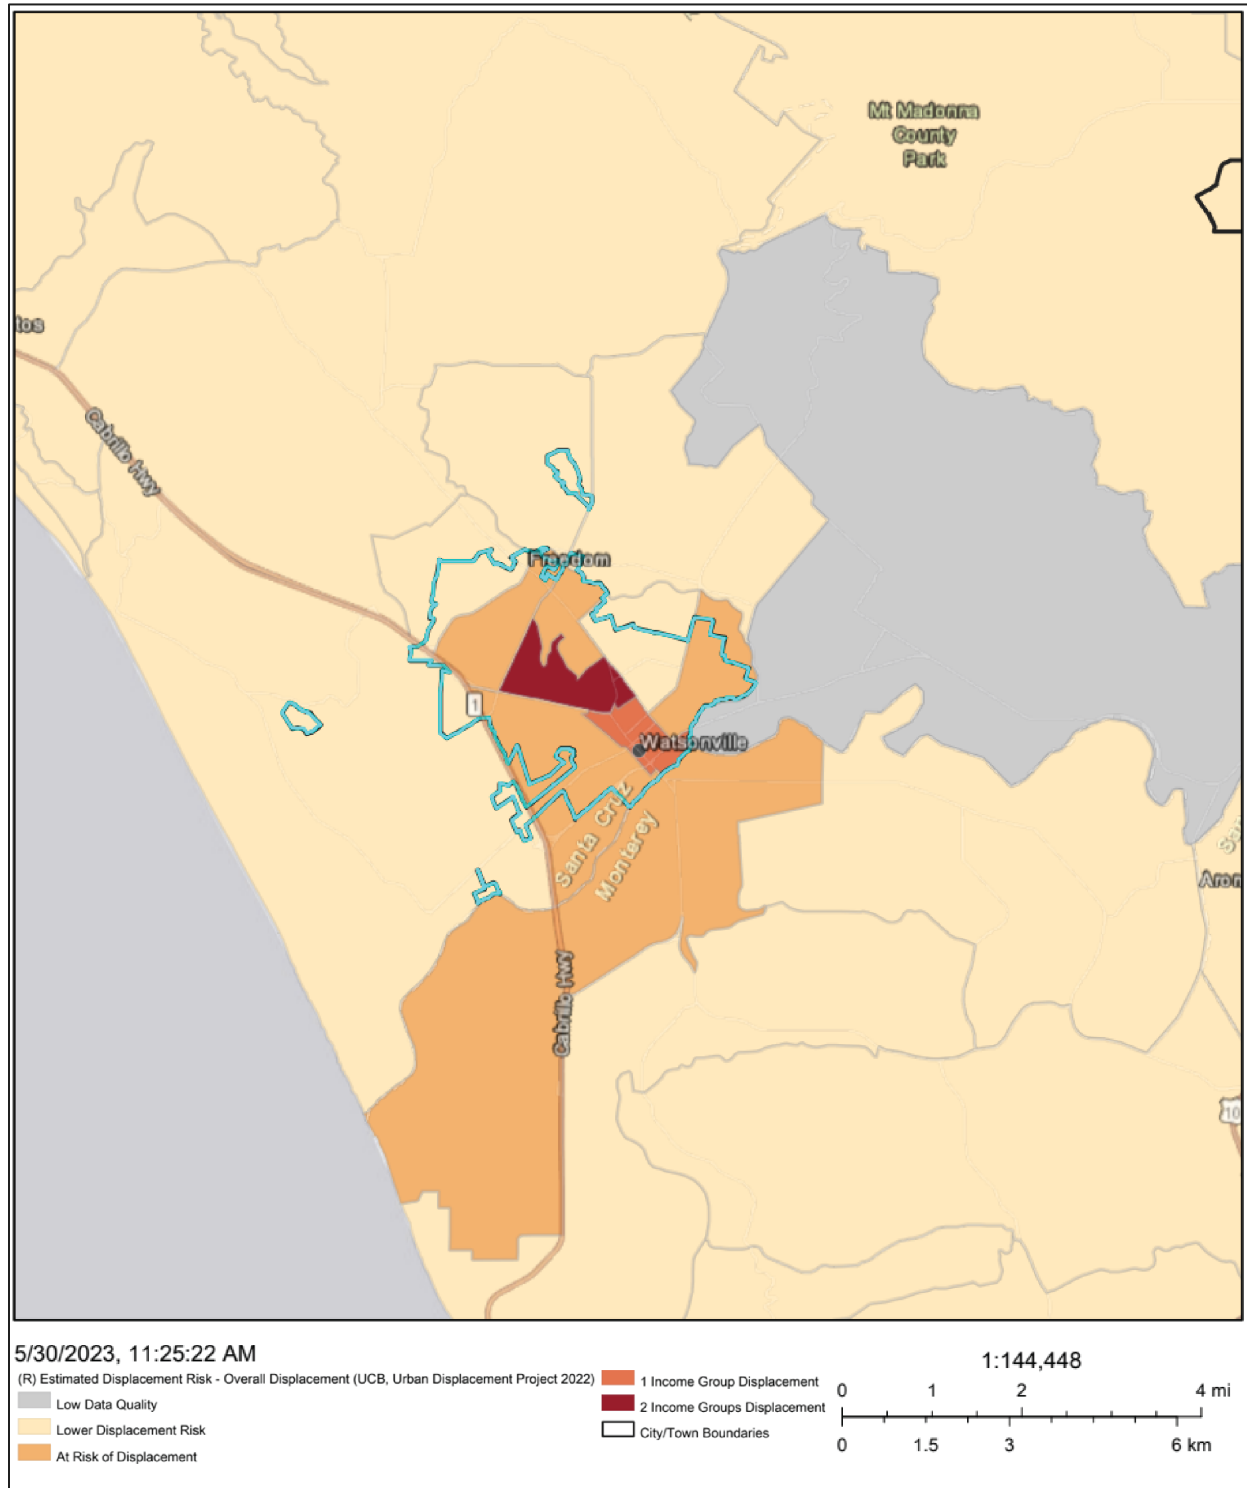 Mt Madonna
County
Park
tos
Cabrillo Hwy
Freedom
1
Watsonville
Santa Cruz
Monterey
Aron
Cabrillo Hwy
10
5/30/2023, 11:25:22 AM
(R) Estimated Displacement Risk - Overall Displacement (UCB, Urban Displacement Project 2022)
Low Data Quality
Lower Displacement Risk
At Risk of Displacement
1 Income Group Displacement
2 Income Groups Displacement
City/Town Boundaries
1:144,448
0 1 2 4 mi
0 1.5 3 6 km